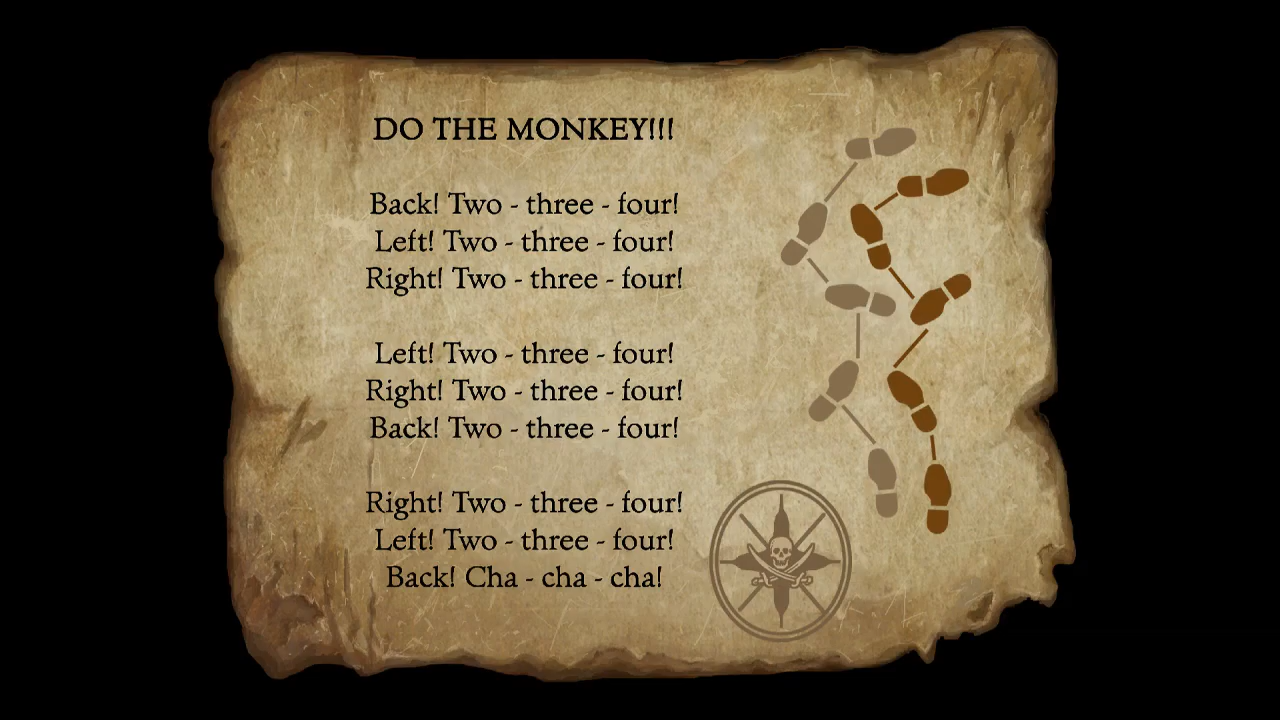 DO THE MONKEY!!!
Back! Two - three - four!
Left! Two - three - four!
Right! Two - three - four!
Left! Two - three - four!
Right! Two - three - four!
Back! Two - three - four!
Right! Two - three - four!
Left! Two - three - four!
Back! Cha - cha - cha!